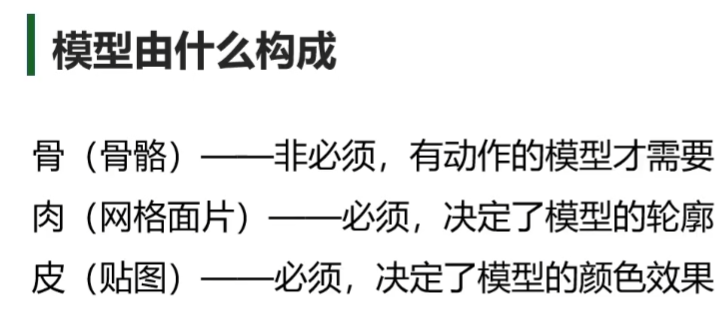 模型由什么构成
骨（骨骼）——非必须，有动作的模型才需要
肉（网格面片）——必须，决定了模型的轮廓
皮（贴图）——必须，决定了模型的颜色效果